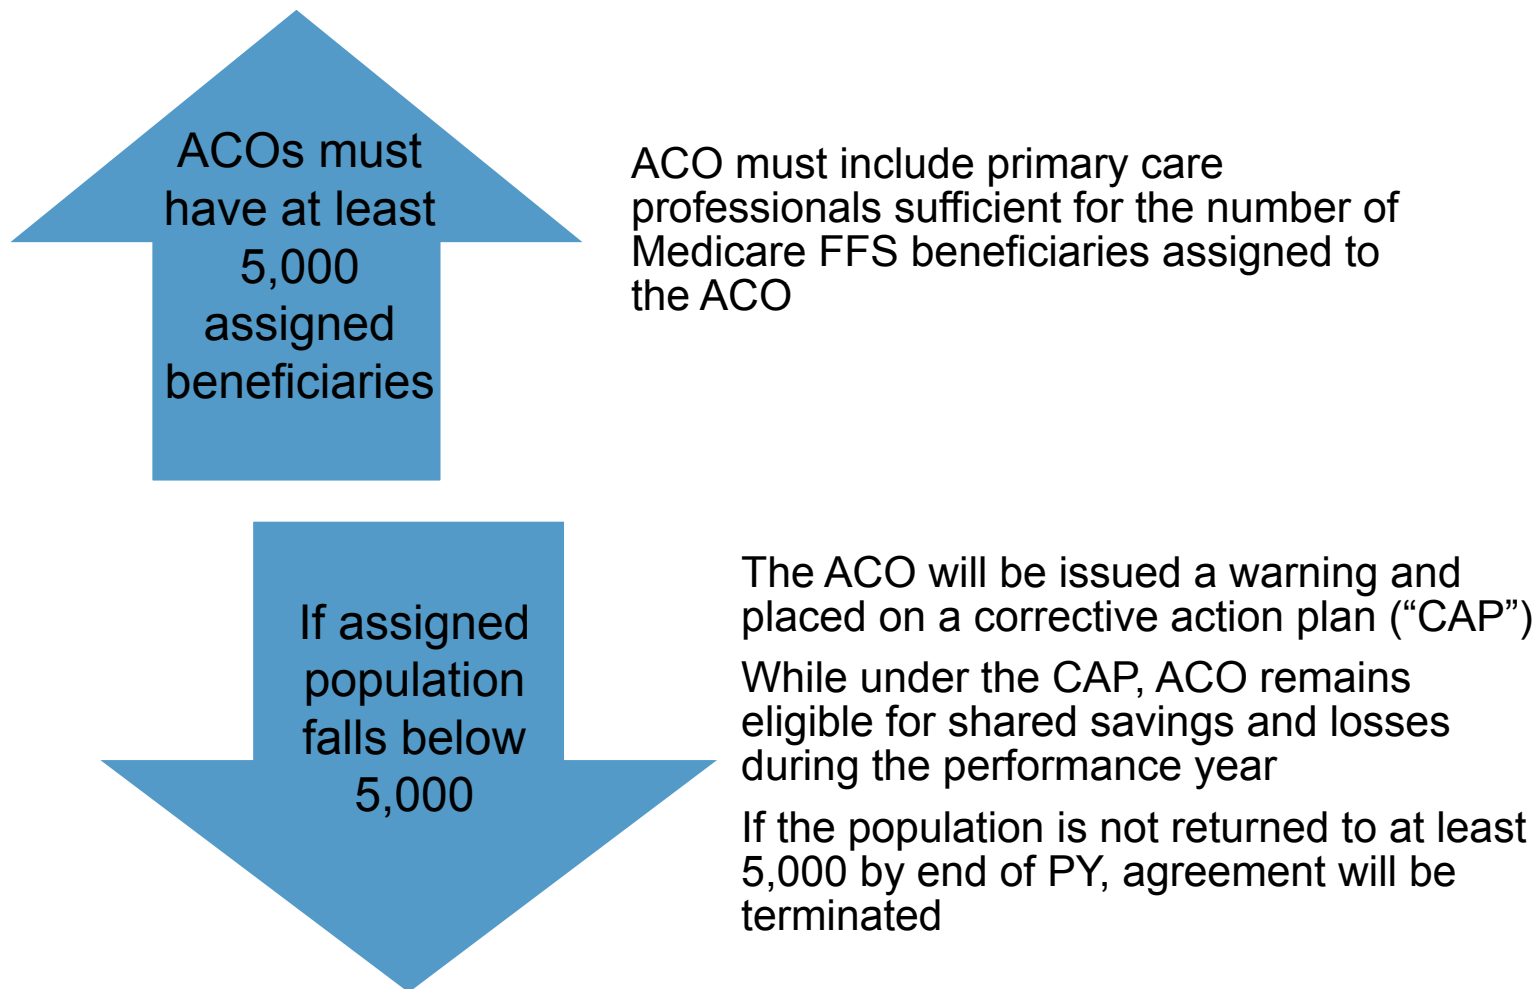 ACOs must
have at least
5,000
assigned
beneficiaries
ACO must include primary care
professionals sufficient for the number of
Medicare FFS beneficiaries assigned to
the ACO
If assigned
population
falls below
5,000
The ACO will be issued a warning and
placed on a corrective action plan (“CAP”)
While under the CAP, ACO remains
eligible for shared savings and losses
during the performance year
If the population is not returned to at least
5,000 by end of PY, agreement will be
terminated